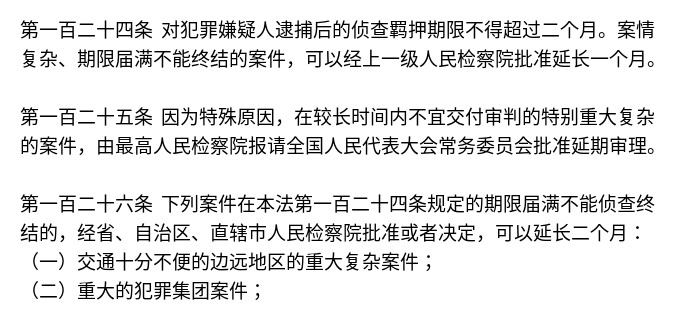 第一百二十四条 对犯罪嫌疑人逮捕后的侦查羁押期限不得超过二个月。案情
复杂、期限届满不能终结的案件，可以经上一级人民检察院批准延长一个月。
第一百二十五条 因为特殊原因，在较长时间内不宜交付审判的特别重大复杂
的案件，由最高人民检察院报请全国人民代表大会常务委员会批准延期审理。
第一百二十六条 下列案件在本法第一百二十四条规定的期限届满不能侦查终
结的，经省、自治区、直辖市人民检察院批准或者决定，可以延长二个月：
（一）交通十分不便的边远地区的重大复杂案件；
（二）重大的犯罪集团案件；